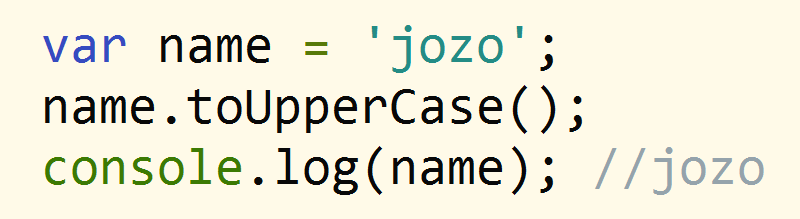 var name = 'jozo';
name.toUpperCase();
console.log(name); //jozo